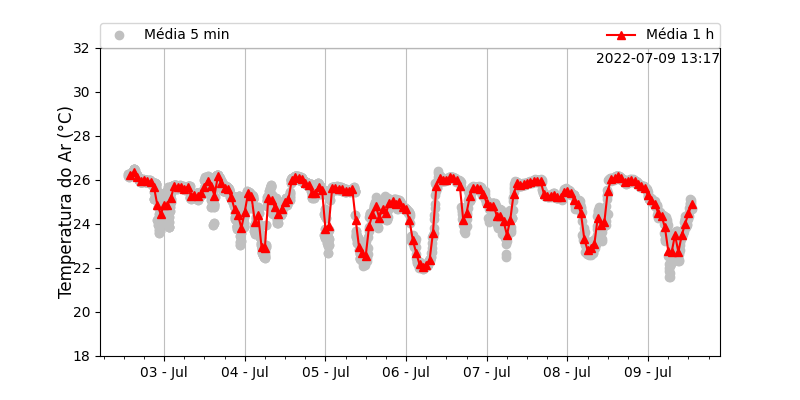 Média 5 min
Média 1 h
2022-07-09 13:17
Temperatura do Ar (°C)
32
30
28
26
24
22
20
18
03 - Jul
04 - Jul
05 - Jul
06 - Jul
07 - Jul
08 - Jul
09 - Jul